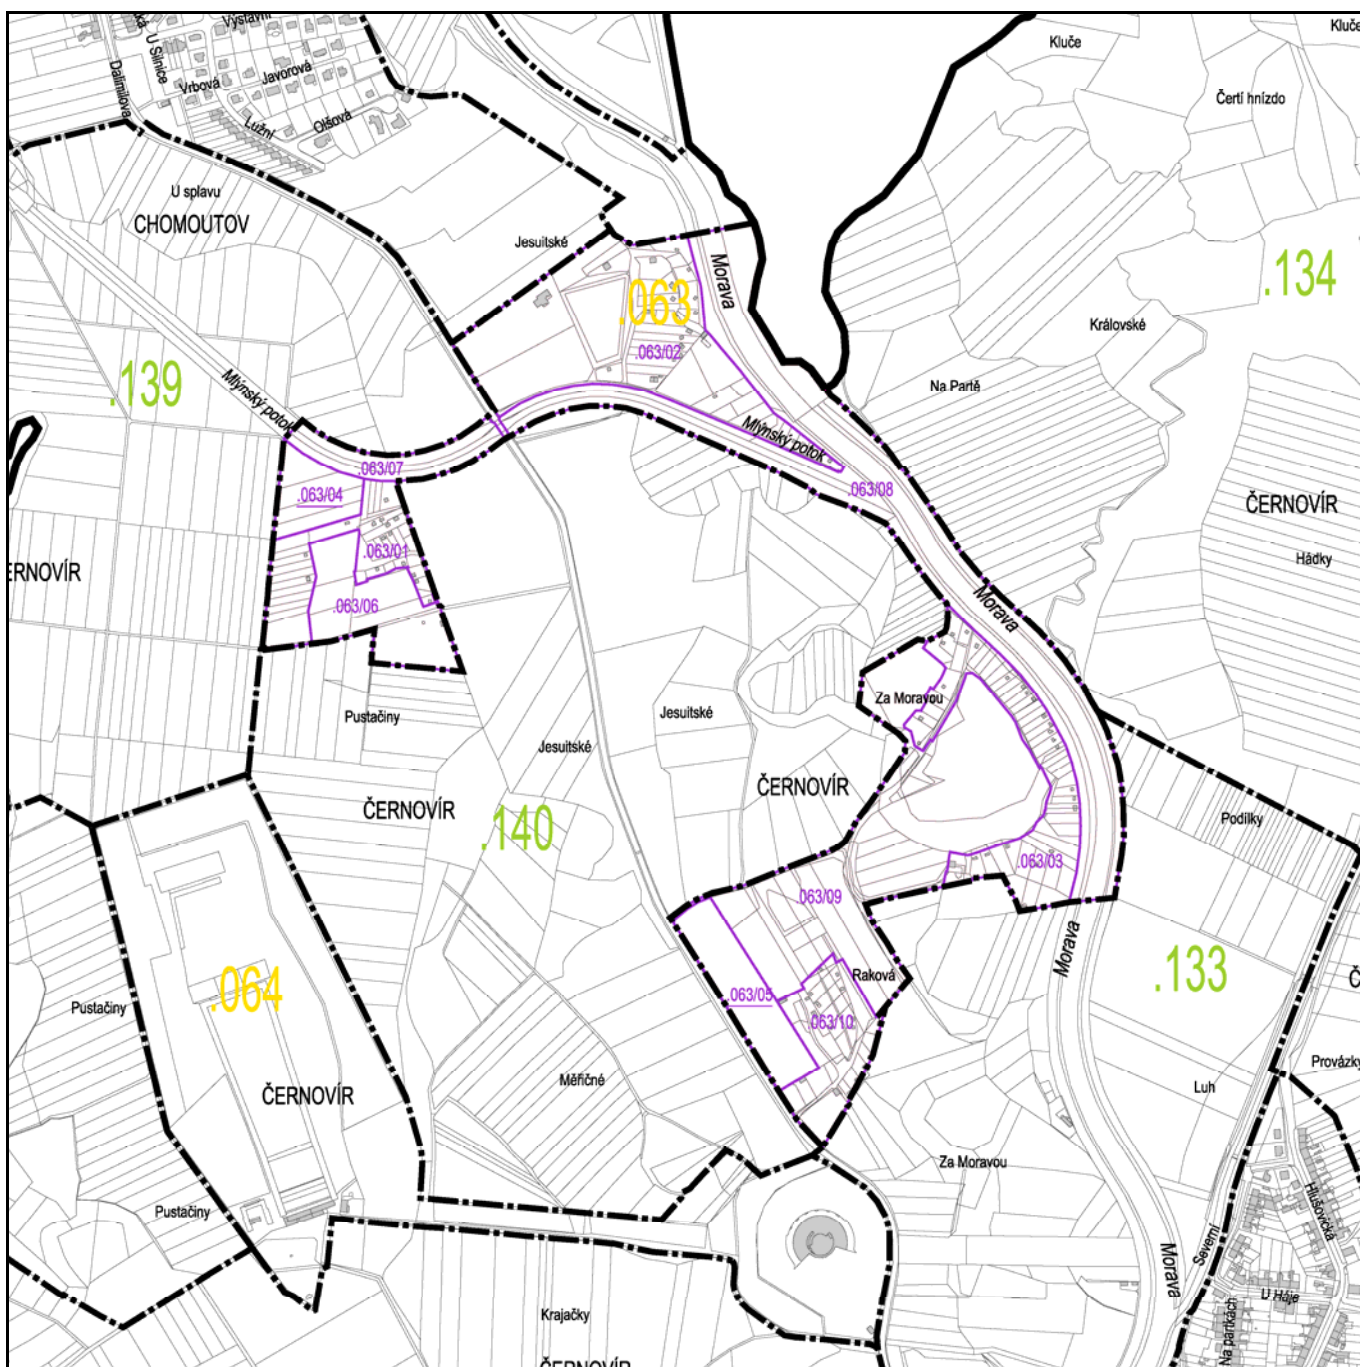 Výstavní
Kluče
U Silnice
Dalimilova
Javorová
Vrbová
Čertí hnízdo
Lužní
Olšová
U splavu
CHOMOUTOV
Jesuitské
Morava
.134
.063
Královské
.063/02
.139
Na Partě
Mlýnský potok
Mlýnský potok
.063/07
.063/08
.063/04
ČERNOVÍR
.063/01
Hádky
.063/06
Morava
Za Moravou
Jesuitské
Pustačiny
Jesuitské
ČERNOVÍR
ČERNOVÍR
.140
Podílky
.063/03
.063/09
Morava
.133
Raková
.064
.063/05
Pustačiny
.063/10
Provázky
Měřičné
ČERNOVÍR
Luh
Za Moravou
Pustačiny
Hlušovická
Severní
Morava
U Háje
Krajačky
Na partkách
ČERNOVÍR